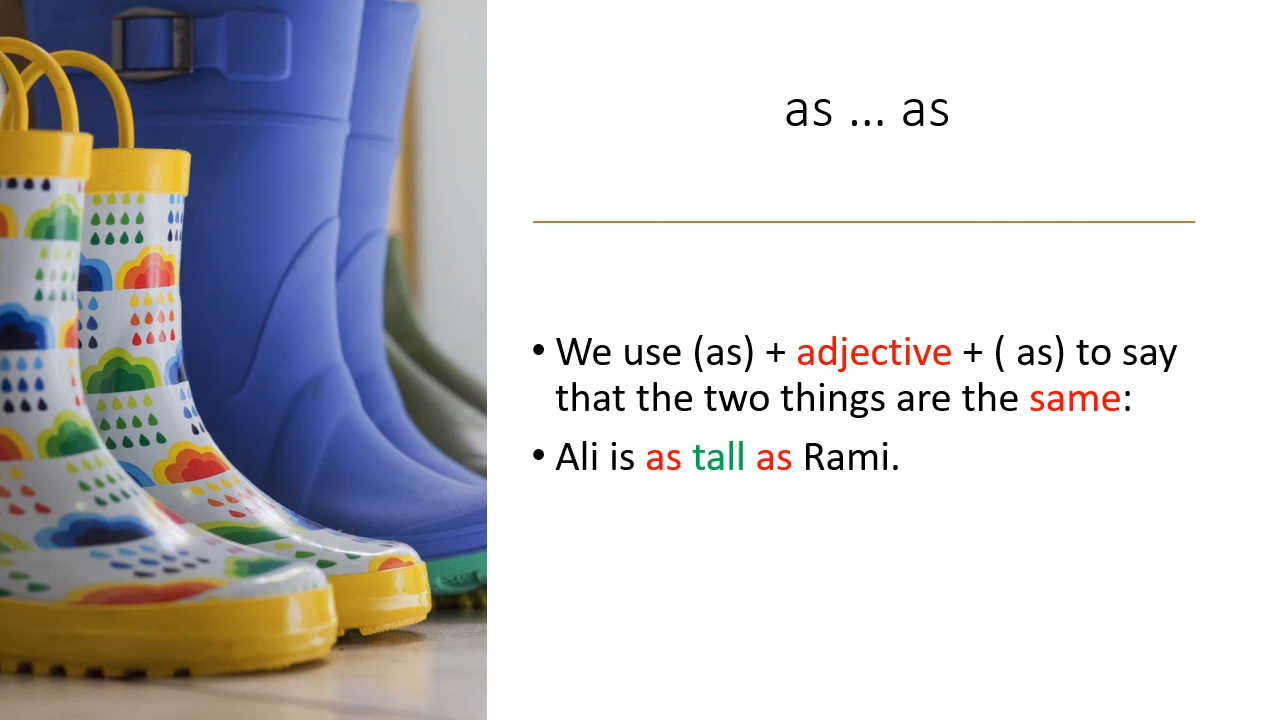 as … as
• We use (as) + adjective + ( as) to say
that the two things are the same:
• Ali is as tall as Rami.